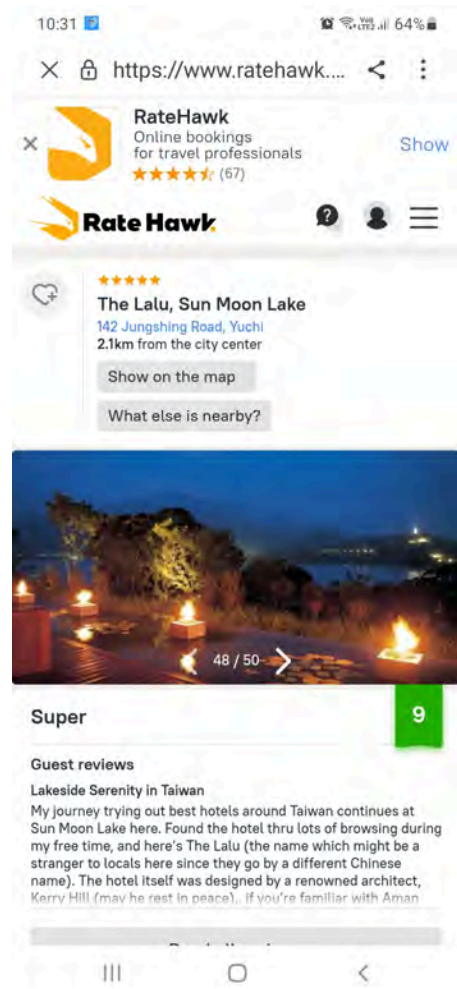 10:31
64%
https://www.ratehawk....
RateHawk
Online bookings
for travel professionals
(67)
Show
Rate Hawk.
The Lalu, Sun Moon Lake
142 Jungshing Road, Yuchi
2.1km from the city center
Show on the map
What else is nearby?
48 / 50
Super
9
Guest reviews
Lakeside Serenity in Taiwan
My journey trying out best hotels around Taiwan continues at
Sun Moon Lake here. Found the hotel thru lots of browsing during
my free time, and here's The Lalu (the name which might be a
stranger to locals here since they go by a different Chinese
name). The hotel itself was designed by a renowned architect,
Kerry Hill (may he rest in peace).. if you're familiar with Aman